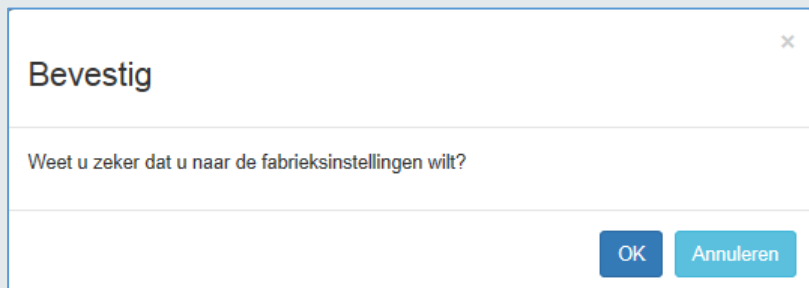 ×
Bevestig
Weet u zeker dat u naar de fabrieksinstellingen wilt?
OK Annuleren